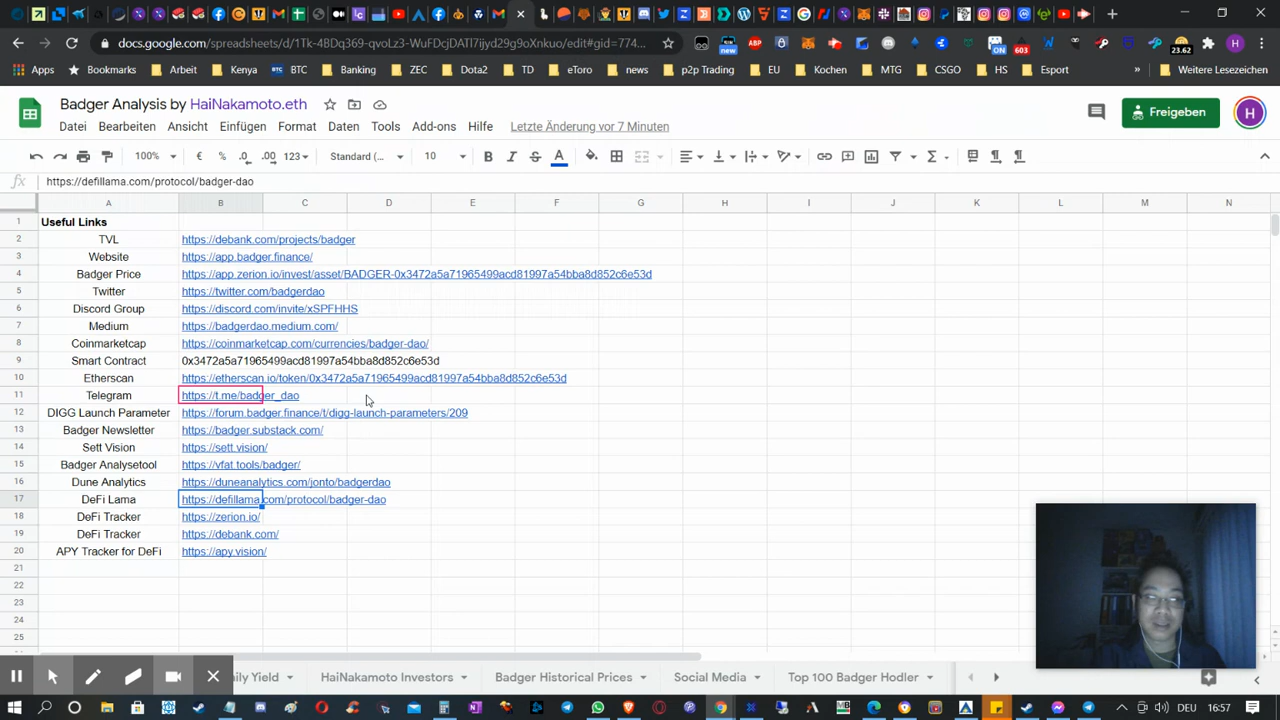 docs.google.com/spreadsheets/d/1Tk-4BDq369-qvoLz3-WuFDcjDATl7sd29g9oXnkuo/edit#gid=774...
new
ABP
ON
603
23.62
H
Apps
Bookmarks
Arbeit
Kenya
BTC
Banking
ZEC
Dota2
TD
eToro
news
p2p Trading
EU
Kochen
MTG
CSGO
HS
Esport
»
Weitere Lesezeichen
Badger Analysis by HaiNakamoto.eth
Freigeben
H
Datei Bearbeiten Ansicht Einfügen Format Daten Tools Add-ons Hilfe Letzte Änderung vor 7 Minuten
100% € % .0 .00 123 Standard (... 10 B I S A
fx https://defillama.com/protocol/badger-dao
A B C D E F G H I J K L M N
1 Useful Links
2 TVL https://debank.com/projects/badger
3 Website https://app.badger.finance/
4 Badger Price https://app.zerion.io/invest/asset/BADGER-0x3472a5a71965499acd81997a54bba8d852c6e53d
5 Twitter https://twitter.com/badgerdao
6 Discord Group https://discord.com/invite/xSPFHHS
7 Medium https://badgerdao.medium.com/
8 Coinmarketcap https://coinmarketcap.com/currencies/badger-dao/
9 Smart Contract 0x3472a5a71965499acd81997a54bba8d852c6e53d
10 Etherscan https://etherscan.io/token/0x3472a5a71965499acd81997a54bba8d852c6e53d
11 Telegram https://t.me/badger_dao
12 DIGG Launch Parameter https://forum.badger.finance/t/digg-launch-parameters/209
13 Badger Newsletter https://badger.substack.com/
14 Sett Vision https://sett.vision/
15 Badger Analysetool https://vfat.tools/badger/
16 Dune Analytics https://duneanalytics.com/jonto/badgerdao
17 DeFi Lama https://defillama.com/protocol/badger-dao
18 DeFi Tracker https://zerion.io/
19 DeFi Tracker https://debank.com/
20 APY Tracker for DeFi https://apy.vision/
21
22
23
24
25
ily Yield
HaiNakamoto Investors
Badger Historical Prices
Social Media
Top 100 Badger Hodler
DEU
16:57